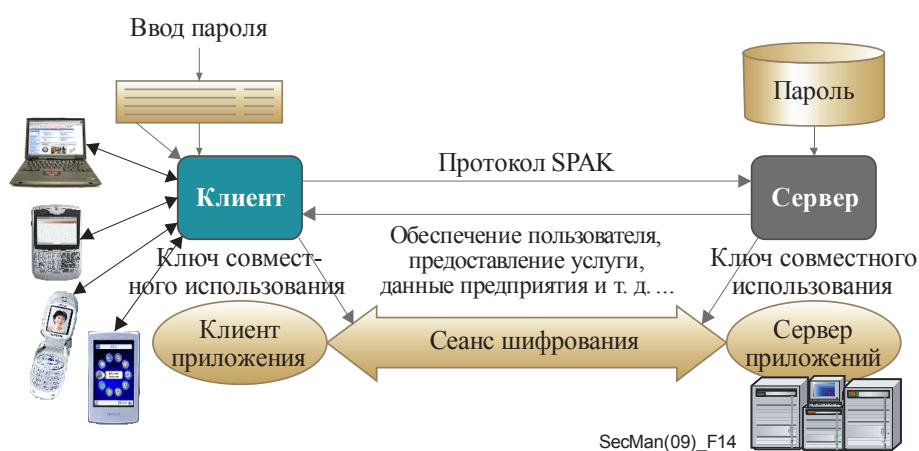 Ввод пароля
Пароль
Протокол SPAK
Клиент
Сервер
Обеспечение пользователя,
предоставление услуги,
данные предприятия и т. д. ...
Ключ совмест-
ного использования
Ключ совместного
использования
Клиент
приложения
Сеанс шифрования
Сервер
приложений
SecMan(09)_F14